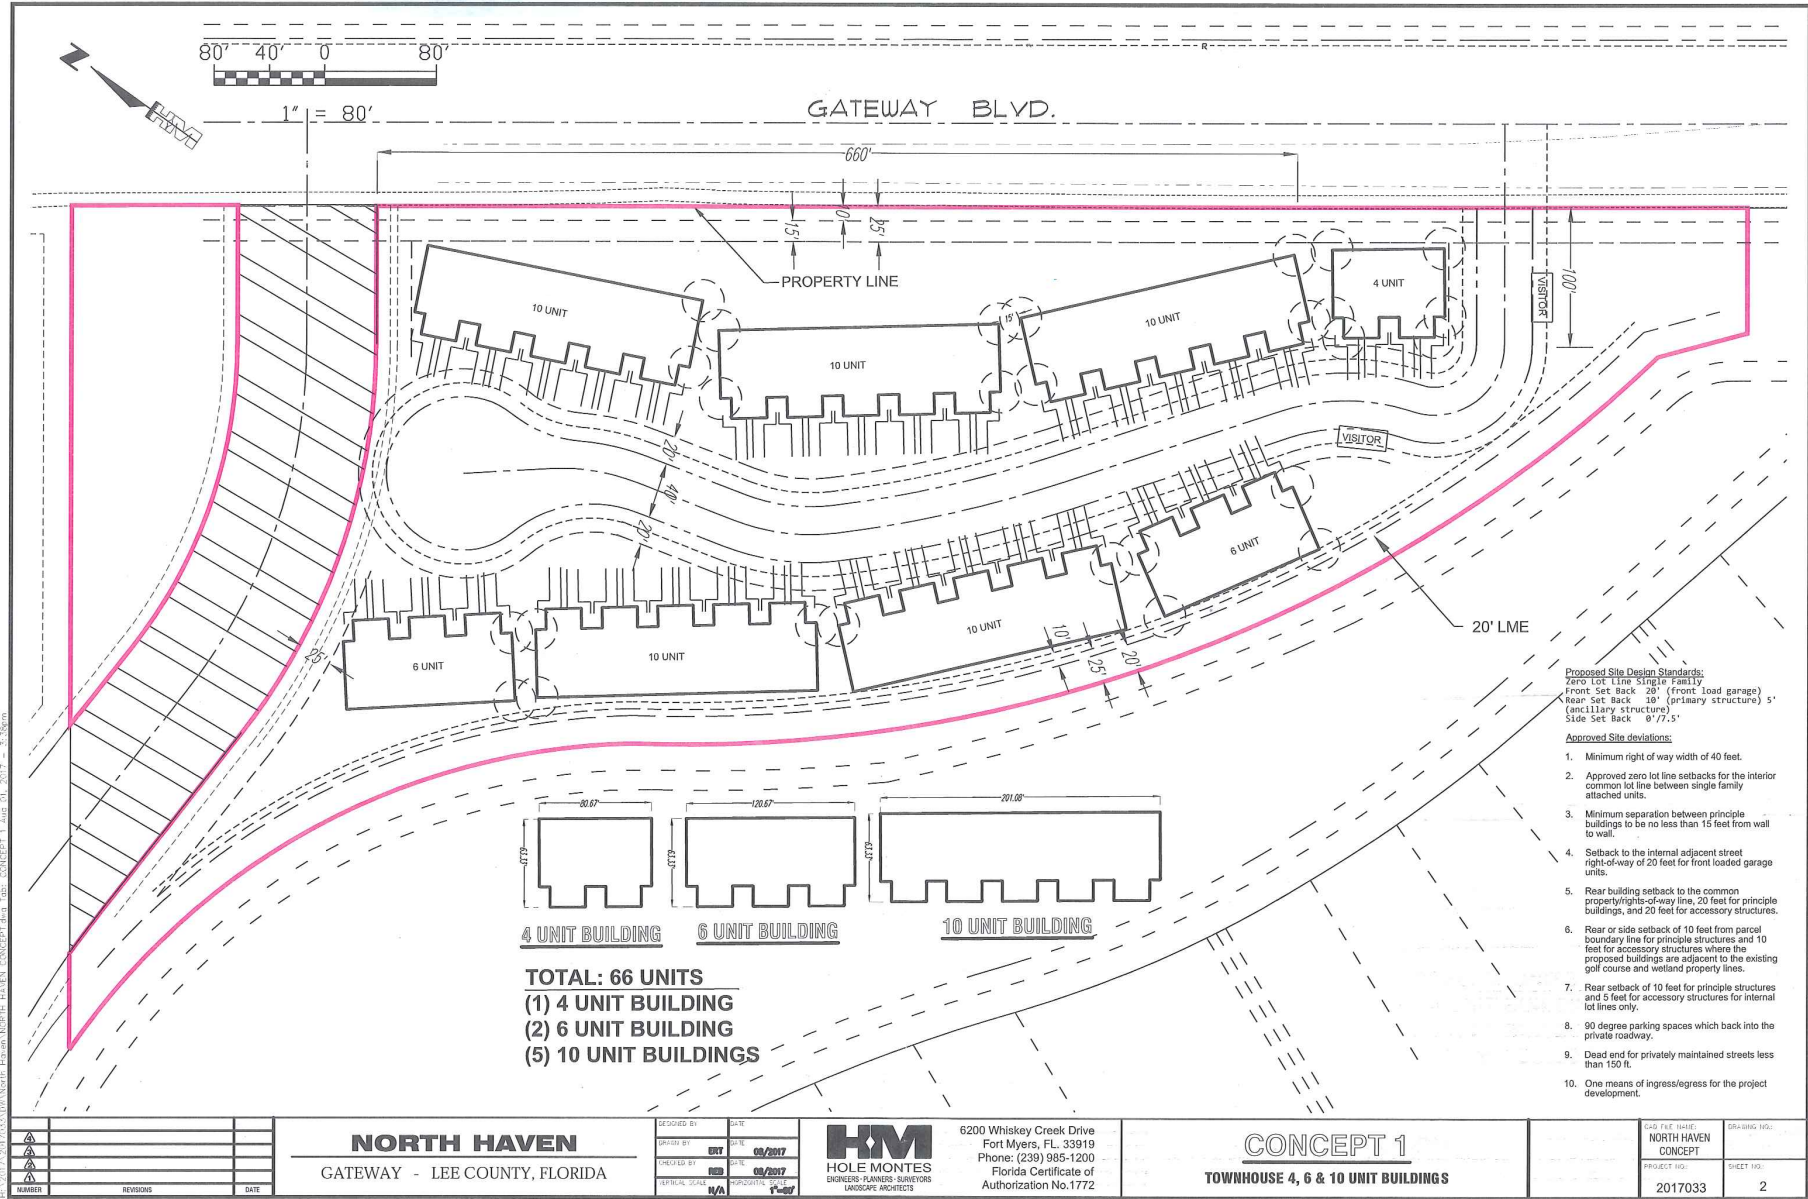 80' 40' 0 80'
1" = 80'
N
HM
R
GATEWAY BLVD.
660'
15'
10'
25'
PROPERTY LINE
100'
VISITOR
10 UNIT
10 UNIT
15'
10 UNIT
4 UNIT
VISITOR
20'
40'
20'
6 UNIT
10 UNIT
10 UNIT
6 UNIT
25'
10'
25'
20'
20' LME
80.67'
120.67'
201.08'
63.33'
63.33'
63.33'
4 UNIT BUILDING
6 UNIT BUILDING
10 UNIT BUILDING
TOTAL: 66 UNITS
(1) 4 UNIT BUILDING
(2) 6 UNIT BUILDING
(5) 10 UNIT BUILDINGS
Proposed Site Design Standards:
Zero Lot Line Single Family
Front Set Back 20' (front load garage)
Rear Set Back 10' (primary structure) 5'
(ancillary structure)
Side Set Back 0'/7.5'
Approved Site deviations:
1. Minimum right of way width of 40 feet.
2. Approved zero lot line setbacks for the interior
common lot line between single family
attached units.
3. Minimum separation between principle
buildings to be no less than 15 feet from wall
to wall.
4. Setback to the internal adjacent street
right-of-way of 20 feet for front loaded garage
units.
5. Rear building setback to the common
property/rights-of-way line, 20 feet for principle
buildings, and 20 feet for accessory structures.
6. Rear or side setback of 10 feet from parcel
boundary line for principle structures and 10
feet for accessory structures where the
proposed buildings are adjacent to the existing
golf course and wetland property lines.
7. Rear setback of 10 feet for principle structures
and 5 feet for accessory structures for internal
lot lines only.
8. 90 degree parking spaces which back into the
private roadway.
9. Dead end for privately maintained streets less
than 150 ft.
10. One means of ingress/egress for the project
development.
4
3
2
1
NUMBER REVISIONS DATE
NORTH HAVEN
GATEWAY - LEE COUNTY, FLORIDA
DESIGNED BY DATE
DRAWN BY ERT DATE 08/2017
CHECKED BY REB DATE 08/2017
VERTICAL SCALE N/A HORIZONTAL SCALE 1"=80'
HM
HOLE MONTES
ENGINEERS · PLANNERS · SURVEYORS
LANDSCAPE ARCHITECTS
6200 Whiskey Creek Drive
Fort Myers, FL. 33919
Phone: (239) 985-1200
Florida Certificate of
Authorization No.1772
CONCEPT 1
TOWNHOUSE 4, 6 & 10 UNIT BUILDINGS
CAD FILE NAME:
NORTH HAVEN
CONCEPT
DRAWING NO.:
PROJECT NO.:
2017033
SHEET NO.:
2